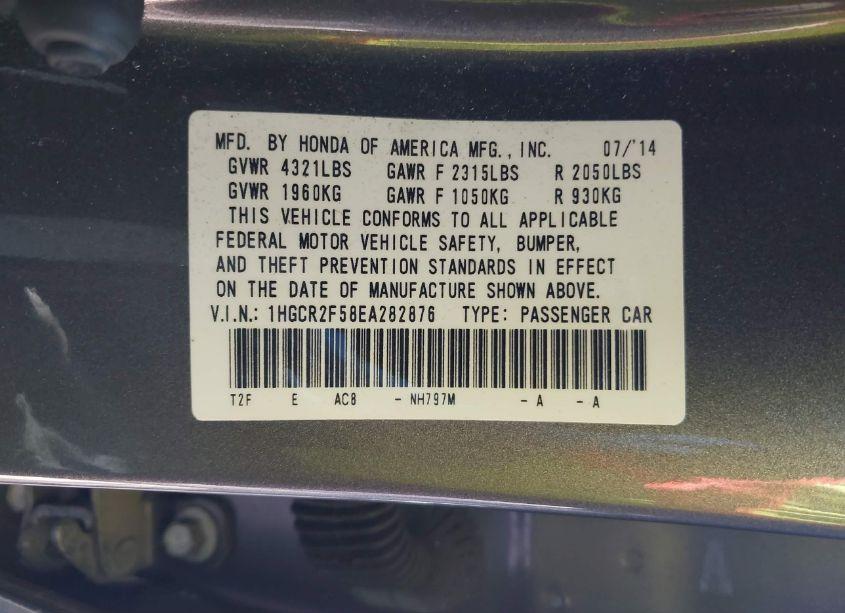 MFD. BY HONDA OF AMERICA MFG., INC. 07/'14
GVWR 4321LBS GAWR F 2315LBS R 2050LBS
GVWR 1960KG GAWR F 1050KG R 930KG
THIS VEHICLE CONFORMS TO ALL APPLICABLE
FEDERAL MOTOR VEHICLE SAFETY, BUMPER,
AND THEFT PREVENTION STANDARDS IN EFFECT
ON THE DATE OF MANUFACTURE SHOWN ABOVE.
V.I.N.: 1HGCR2F58EA282876 TYPE: PASSENGER CAR
T2F E AC8 - NH797M - A - A